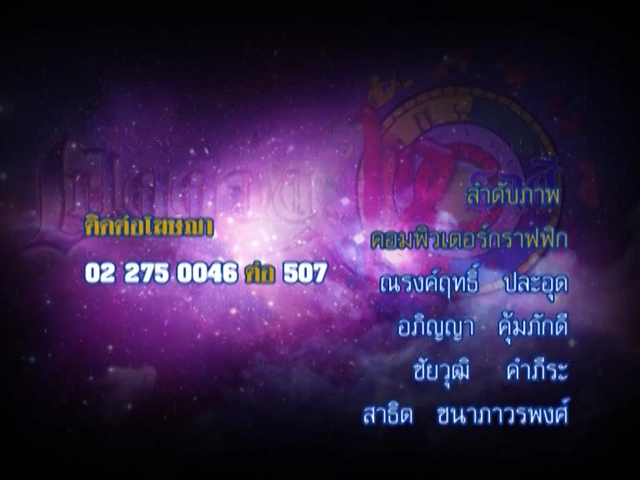 ติดต่อโฆษณา
02 275 0046 ต่อ 507
ลำดับภาพ
คอมพิวเตอร์กราฟฟิก
ณรงค์ฤทธิ์ ปละอุด
อภิญญา คุ้มภักดี
ชัยวุฒิ คำภีระ
สาธิต ชนาภาวรพงศ์